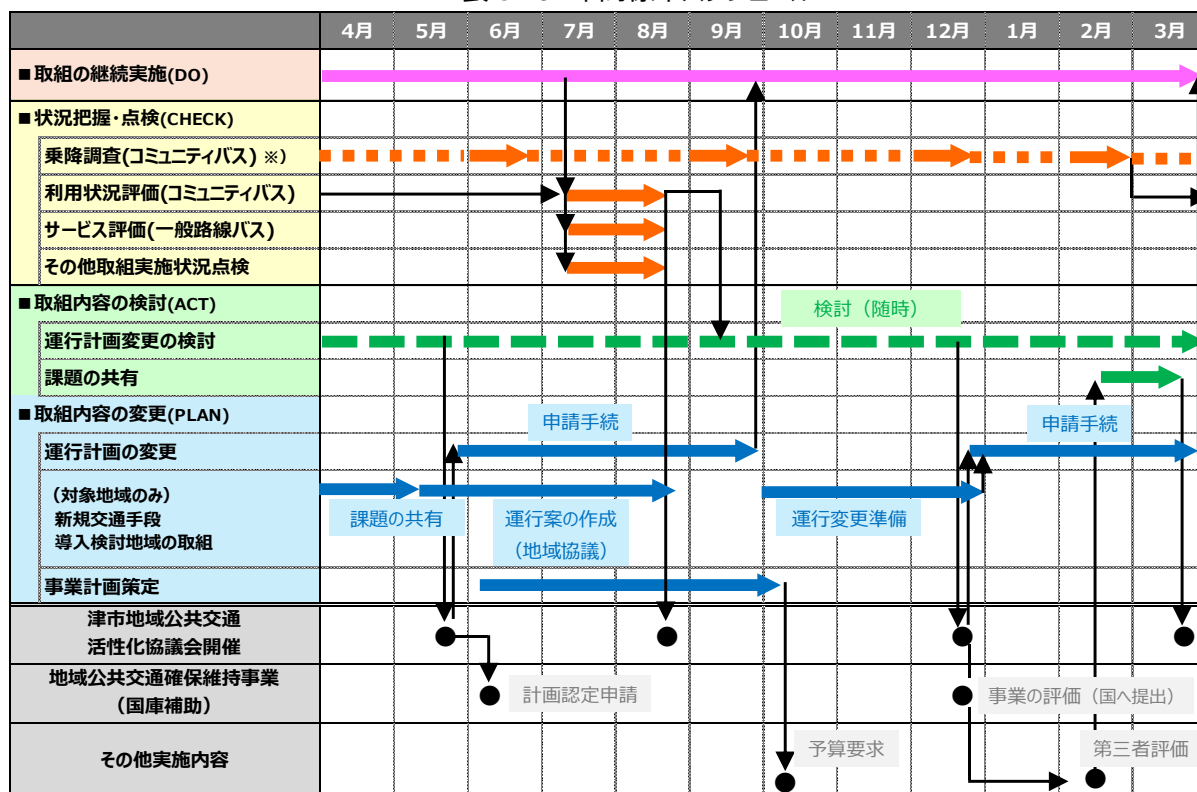 4月 5月 6月 7月 8月 9月 10月 11月 12月 1月 2月 3月
■取組の継続実施(DO)
■状況把握・点検(CHECK)
乗降調査(コミュニティバス) ※)
利用状況評価(コミュニティバス)
サービス評価(一般路線バス)
その他取組実施状況点検
■取組内容の検討(ACT)
検討（随時）
運行計画変更の検討
課題の共有
■取組内容の変更(PLAN)
申請手続
申請手続
運行計画の変更
（対象地域のみ）
新規交通手段
導入検討地域の取組
課題の共有
運行案の作成
（地域協議）
運行変更準備
事業計画策定
津市地域公共交通
活性化協議会開催
地域公共交通確保維持事業
（国庫補助）
計画認定申請
事業の評価（国へ提出）
その他実施内容
予算要求
第三者評価